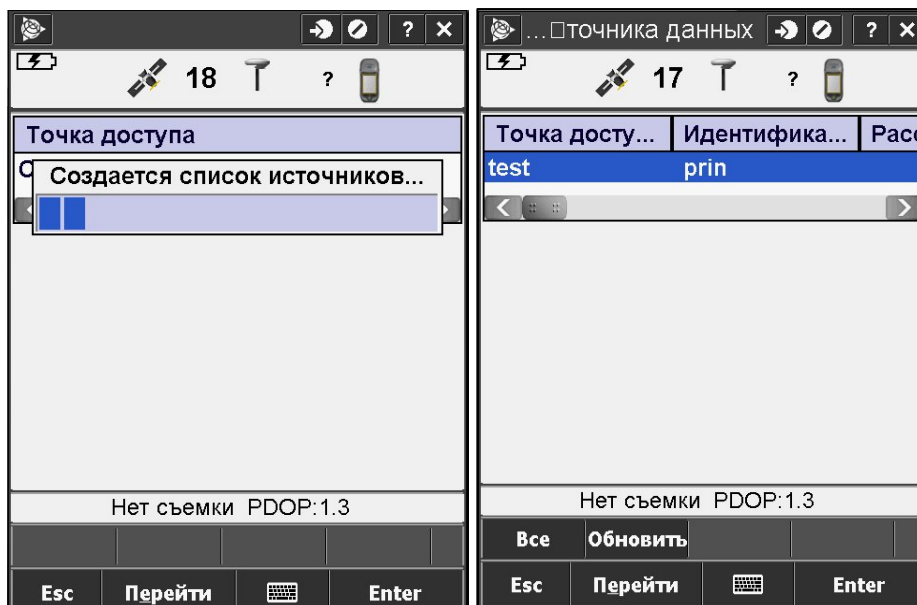 ? ×
18 ?
Точка доступа
Создается список источников...
Нет съемки PDOP:1.3
Esc Перейти Enter
...□точника данных ? ×
17 ?
Точка досту... Идентифика... Расс
test prin
Нет съемки PDOP:1.3
Все Обновить
Esc Перейти Enter